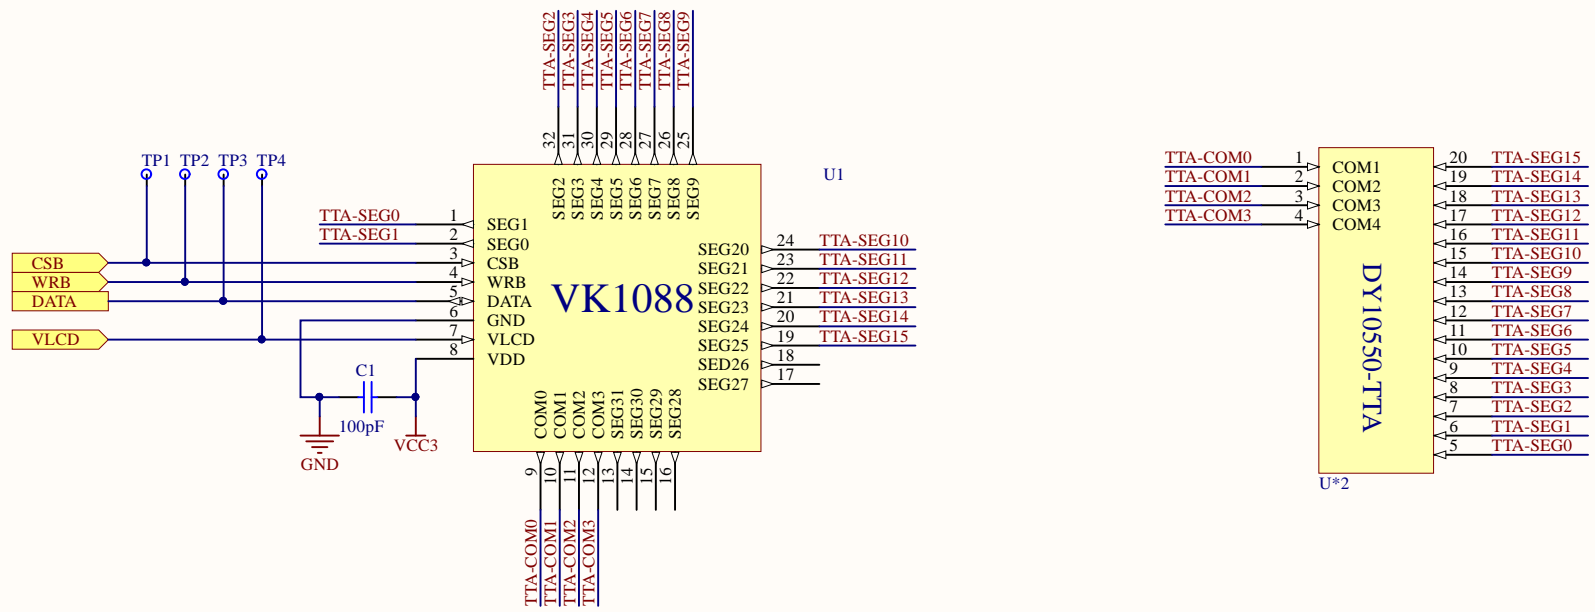 TTA-SEG2
TTA-SEG3
TTA-SEG4
TTA-SEG5
TTA-SEG6
TTA-SEG7
TTA-SEG8
TTA-SEG9
32
31
30
29
28
27
26
25
SEG2
SEG3
SEG4
SEG5
SEG6
SEG7
SEG8
SEG9
U1
TP1 TP2 TP3 TP4
TTA-SEG0 1 SEG1
TTA-SEG1 2 SEG0
CSB 3 CSB
WRB 4 WRB
DATA 5 DATA
6 GND
VLCD 7 VLCD
8 VDD
VK1088
SEG20 24 TTA-SEG10
SEG21 23 TTA-SEG11
SEG22 22 TTA-SEG12
SEG23 21 TTA-SEG13
SEG24 20 TTA-SEG14
SEG25 19 TTA-SEG15
SED26 18
SEG27 17
C1
100pF
GND
VCC3
COM0
COM1
COM2
COM3
SEG31
SEG30
SEG29
SEG28
9
10
11
12
13
14
15
16
TTA-COM0
TTA-COM1
TTA-COM2
TTA-COM3
TTA-COM0 1 COM1
TTA-COM1 2 COM2
TTA-COM2 3 COM3
TTA-COM3 4 COM4
DY10550-TTA
20 TTA-SEG15
19 TTA-SEG14
18 TTA-SEG13
17 TTA-SEG12
16 TTA-SEG11
15 TTA-SEG10
14 TTA-SEG9
13 TTA-SEG8
12 TTA-SEG7
11 TTA-SEG6
10 TTA-SEG5
9 TTA-SEG4
8 TTA-SEG3
7 TTA-SEG2
6 TTA-SEG1
5 TTA-SEG0
U*2